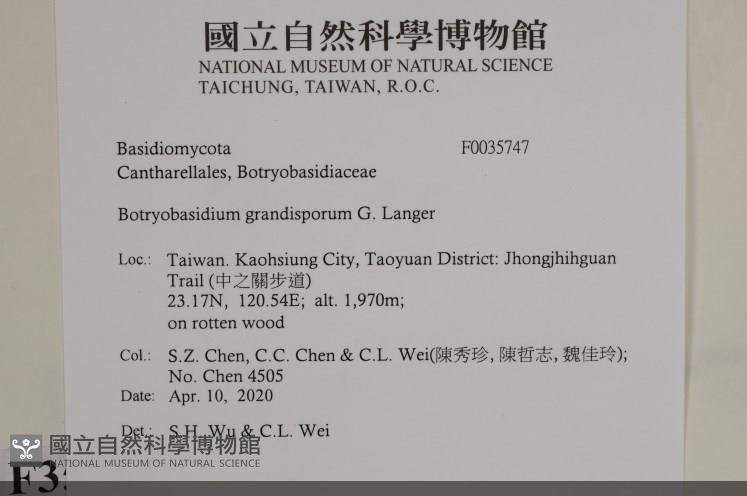 國立自然科學博物館
NATIONAL MUSEUM OF NATURAL SCIENCE
TAICHUNG, TAIWAN, R.O.C.
Basidiomycota F0035747
Cantharellales, Botryobasidiaceae
Botryobasidium grandisporum G. Langer
Loc.: Taiwan. Kaohsiung City, Taoyuan District: Jhongjhihguan
Trail (中之關步道)
23.17N, 120.54E; alt. 1,970m;
on rotten wood
Col.: S.Z. Chen, C.C. Chen & C.L. Wei(陳秀珍, 陳哲志, 魏佳玲);
No. Chen 4505
Date: Apr. 10, 2020
Det.: S.H. Wu & C.L. Wei
國立自然科學博物館
NATIONAL MUSEUM OF NATURAL SCIENCE